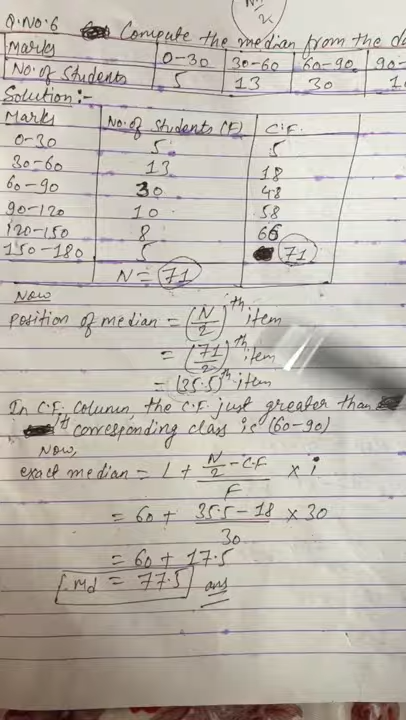 Q.No.6 Compute the median from the da
Marks 0-30 30-60 60-90 90-
No. of Students 5 13 30 1
Solution:-
Marks No. of Students (F) C.F.
0-30 5 5
30-60 13 18
60-90 30 48
90-120 10 58
120-150 8 66
150-180 5 71
N = 71
Now
position of median = (N/2)th item
= (71/2)th item
= (35.5)th item
In C.F. Column, the C.F just greater than
its corresponding class is (60-90)
Now,
exact median = L + (N/2 - C.F)/F × i
= 60 + (35.5-18)/30 × 30
= 60 + 17.5
Md = 77.5 ans